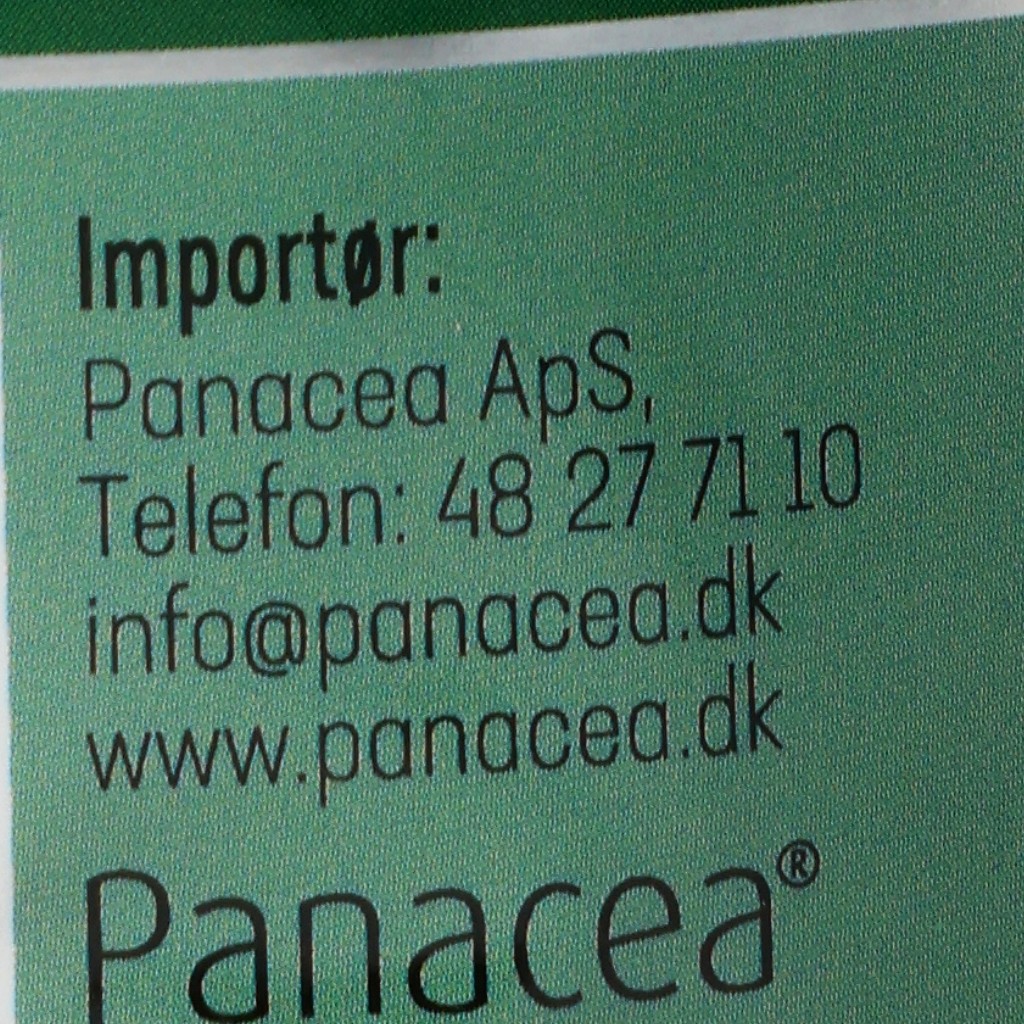 Importør:
Panacea ApS,
Telefon: 48 27 71 10
info@panacea.dk
www.panacea.dk
Panacea®